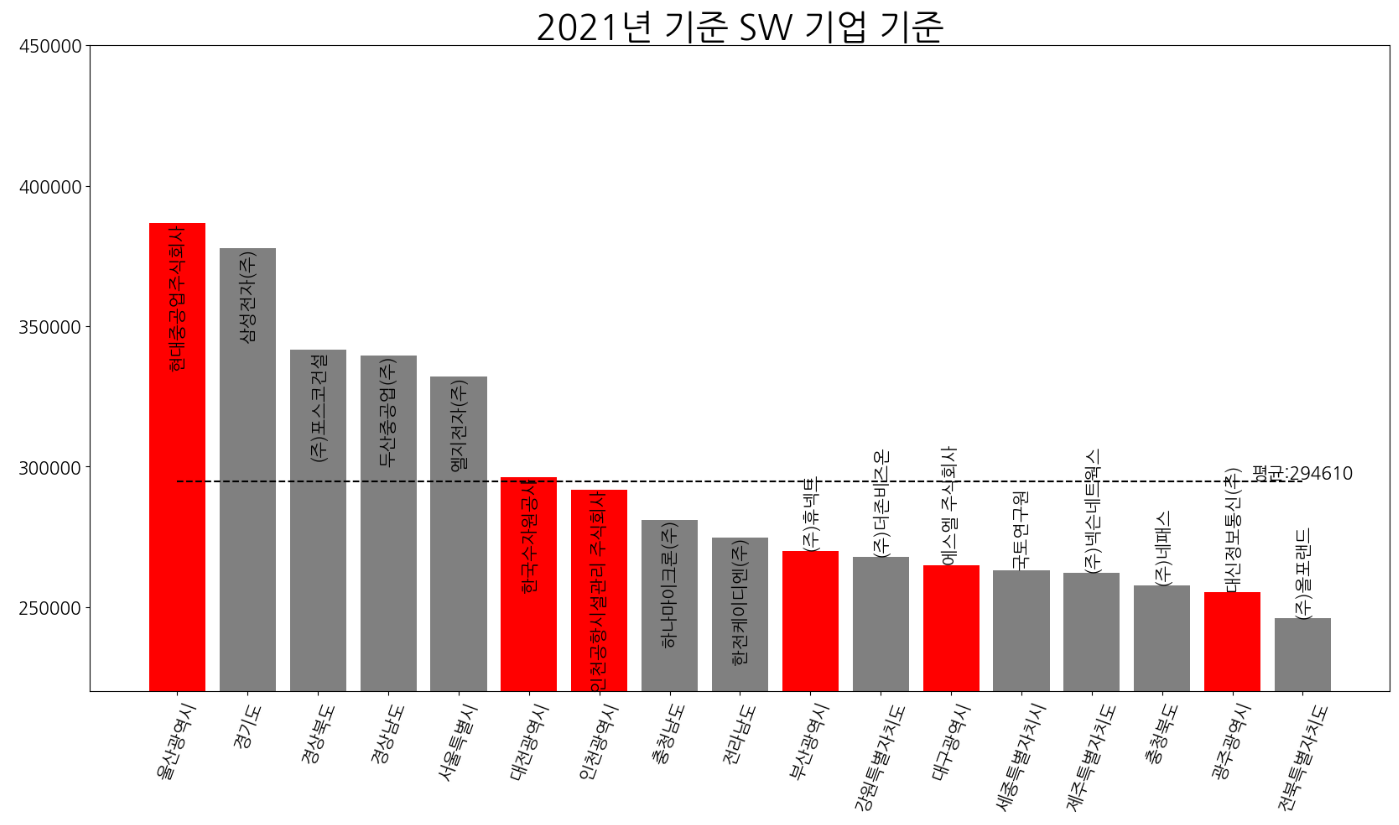 2021년 기준 SW 기업 기준
450000
400000
350000
300000
250000
현대중공업주식회사
삼성전자(주)
(주)포스코건설
두산중공업(주)
엘지전자(주)
한국수자원공사
인천공항시설관리 주식회사
하나마이크론(주)
한전케이디엔(주)
(주)휴넥트
(주)더존비즈온
에스엘 주식회사
국토연구원
(주)넥슨네트웍스
(주)네패스
대신정보통신(주)
(주)올포랜드
평균:294610
울산광역시
경기도
경상북도
경상남도
서울특별시
대전광역시
인천광역시
충청남도
전라남도
부산광역시
강원특별자치도
대구광역시
세종특별자치시
제주특별자치도
충청북도
광주광역시
전북특별자치도